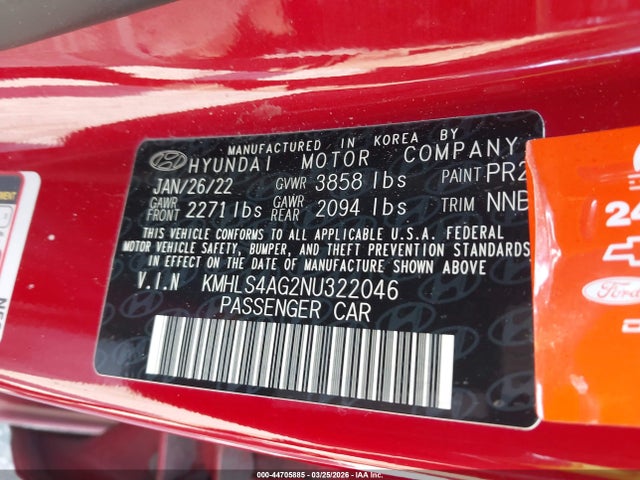 MANUFACTURED IN KOREA BY
HYUNDAI MOTOR COMPANY
JAN/26/22 GVWR 3858 lbs PAINT PR2
GAWR FRONT 2271 lbs GAWR REAR 2094 lbs TRIM NNB
THIS VEHICLE CONFORMS TO ALL APPLICABLE U.S.A. FEDERAL
MOTOR VEHICLE SAFETY, BUMPER, AND THEFT PREVENTION STANDARDS
IN EFFECT ON THE DATE OF MANUFACTURE SHOWN ABOVE
V.I.N KMHLS4AG2NU322046
PASSENGER CAR
24
Ford
000-44705885 | 03/25/2026 | IAA Inc.